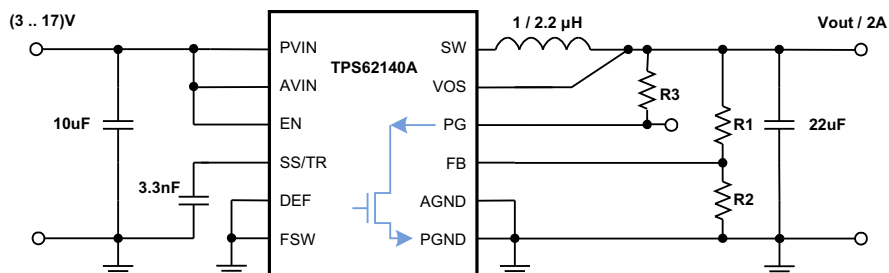 (3 .. 17)V
1 / 2.2 µH
Vout / 2A
TPS62140A
PVIN
SW
AVIN
VOS
R3
10uF
EN
PG
R1
22uF
SS/TR
FB
3.3nF
DEF
AGND
R2
FSW
PGND